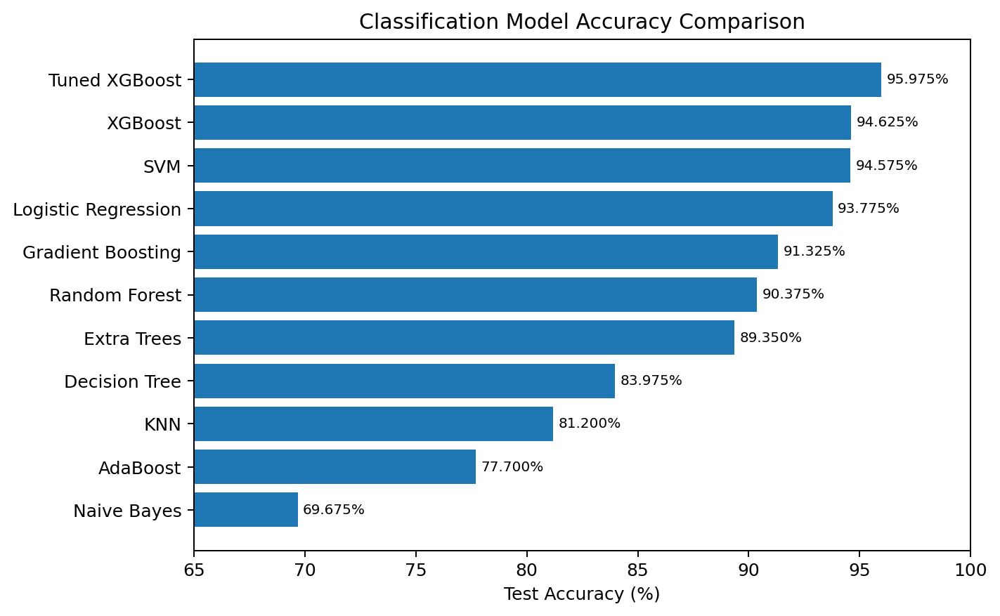 Classification Model Accuracy Comparison
Tuned XGBoost 95.975%
XGBoost 94.625%
SVM 94.575%
Logistic Regression 93.775%
Gradient Boosting 91.325%
Random Forest 90.375%
Extra Trees 89.350%
Decision Tree 83.975%
KNN 81.200%
AdaBoost 77.700%
Naive Bayes 69.675%
65 70 75 80 85 90 95 100
Test Accuracy (%)